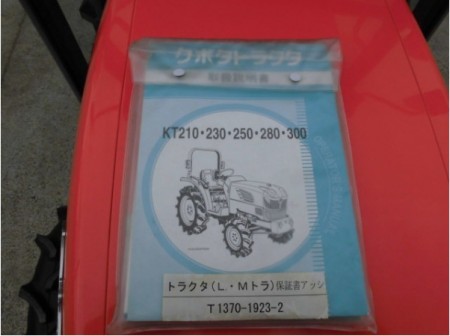 クボタトラクタ
取扱説明書
KT210・230・250・280・300
トラクタ(L・Mトラ)保証書アッシ
T1370-1923-2